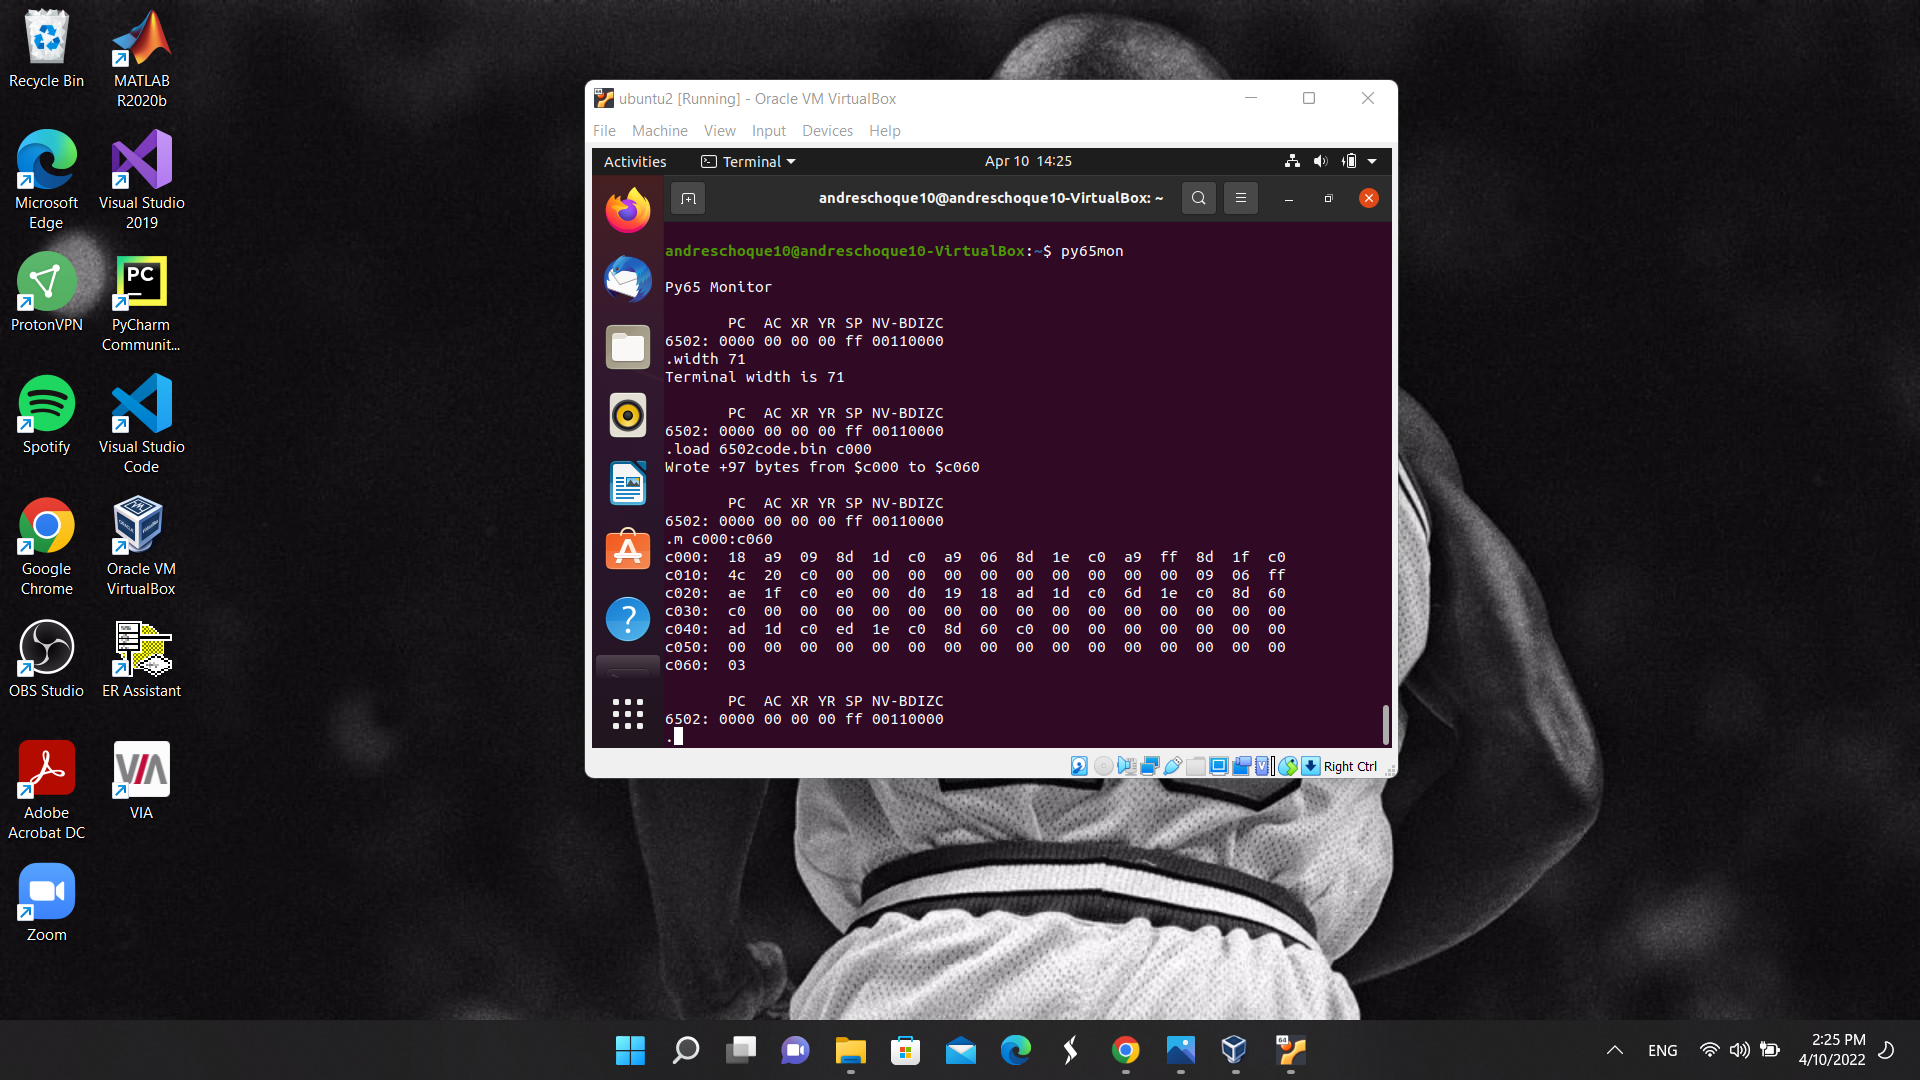 Recycle Bin
MATLAB
R2020b
Microsoft
Edge
Visual Studio
2019
ProtonVPN
PC
PyCharm
Communit...
Spotify
Visual Studio
Code
Google
Chrome
Oracle VM
VirtualBox
OBS Studio
ER Assistant
Adobe
Acrobat DC
VIA
VIA
Zoom
ubuntu2 [Running] - Oracle VM VirtualBox
File Machine View Input Devices Help
Activities Terminal Apr 10 14:25
andreschoque10@andreschoque10-VirtualBox: ~
andreschoque10@andreschoque10-VirtualBox:~$ py65mon
Py65 Monitor
PC AC XR YR SP NV-BDIZC
6502: 0000 00 00 00 ff 00110000
.width 71
Terminal width is 71
PC AC XR YR SP NV-BDIZC
6502: 0000 00 00 00 ff 00110000
.load 6502code.bin c000
Wrote +97 bytes from $c000 to $c060
PC AC XR YR SP NV-BDIZC
6502: 0000 00 00 00 ff 00110000
.m c000:c060
c000: 18 a9 09 8d 1d c0 a9 06 8d 1e c0 a9 ff 8d 1f c0
c010: 4c 20 c0 00 00 00 00 00 00 00 00 00 00 09 06 ff
c020: ae 1f c0 e0 00 d0 19 18 ad 1d c0 6d 1e c0 8d 60
c030: c0 00 00 00 00 00 00 00 00 00 00 00 00 00 00 00
c040: ad 1d c0 ed 1e c0 8d 60 c0 00 00 00 00 00 00 00
c050: 00 00 00 00 00 00 00 00 00 00 00 00 00 00 00 00
c060: 03
PC AC XR YR SP NV-BDIZC
6502: 0000 00 00 00 ff 00110000
.
Right Ctrl
64
ENG
2:25 PM
4/10/2022